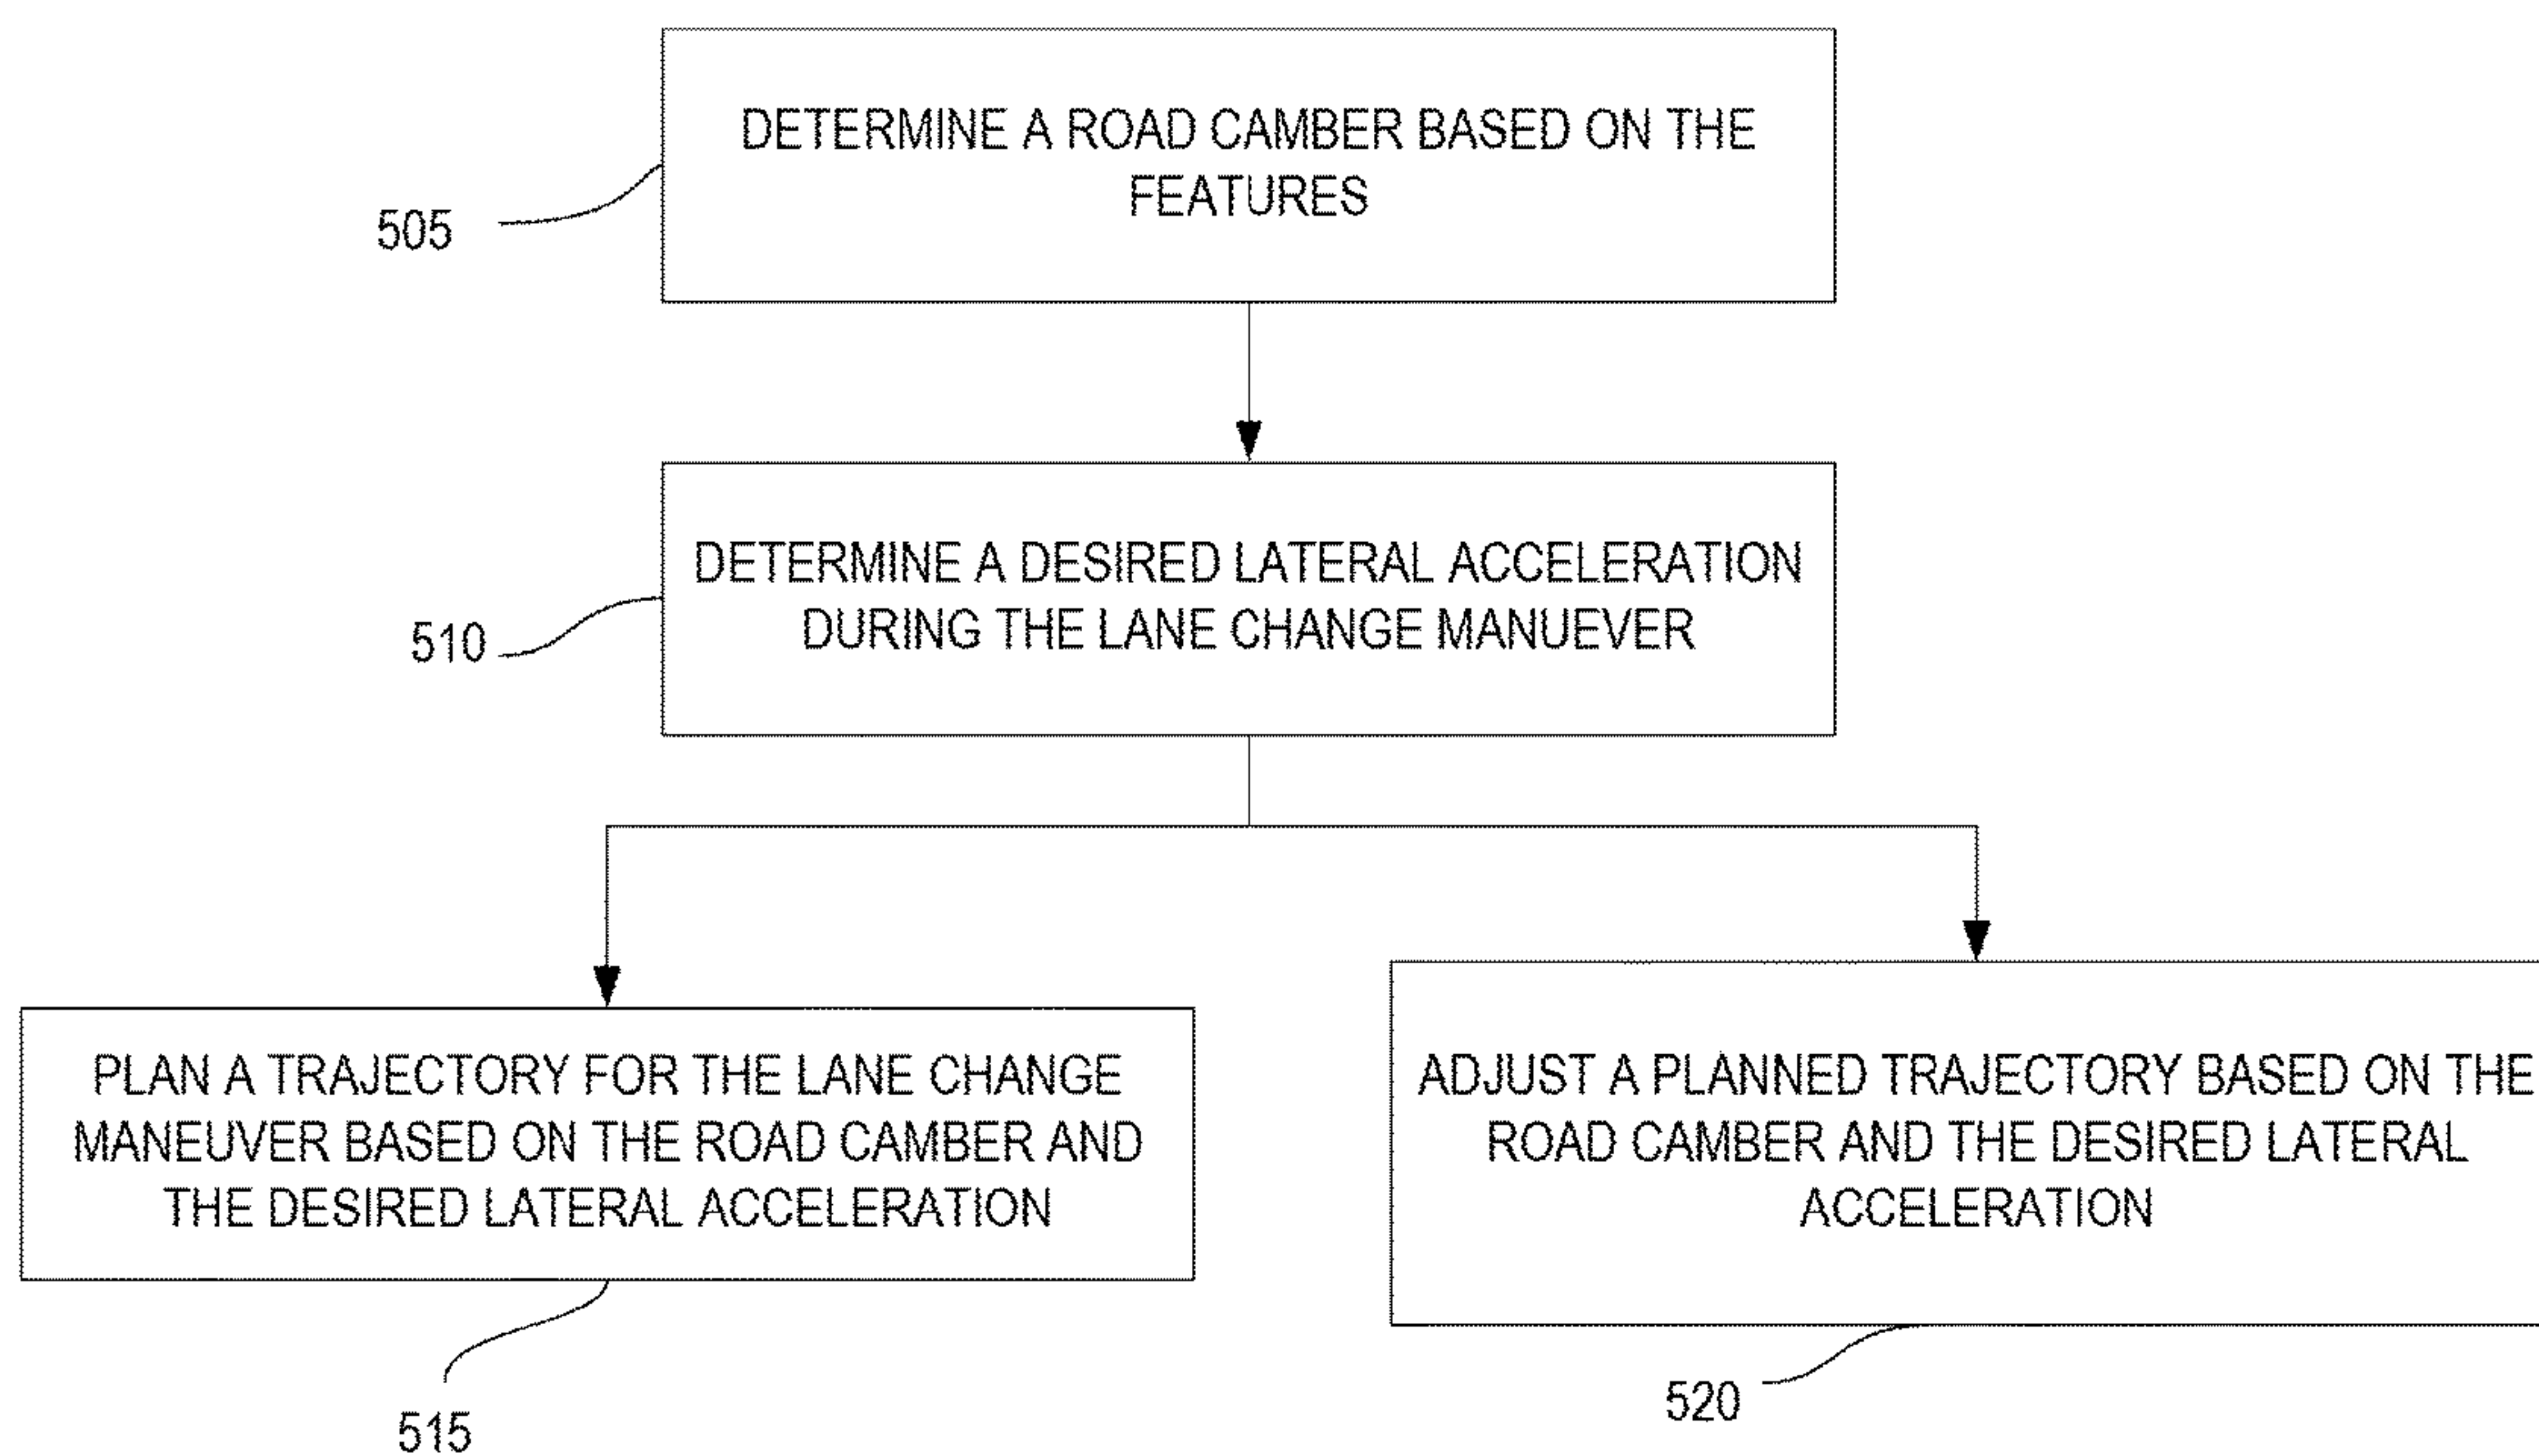 DETERMINE A ROAD CAMBER BASED ON THE
FEATURES
505
DETERMINE A DESIRED LATERAL ACCELERATION
DURING THE LANE CHANGE MANUEVER
510
PLAN A TRAJECTORY FOR THE LANE CHANGE
MANEUVER BASED ON THE ROAD CAMBER AND
THE DESIRED LATERAL ACCELERATION
515
ADJUST A PLANNED TRAJECTORY BASED ON THE
ROAD CAMBER AND THE DESIRED LATERAL
ACCELERATION
520